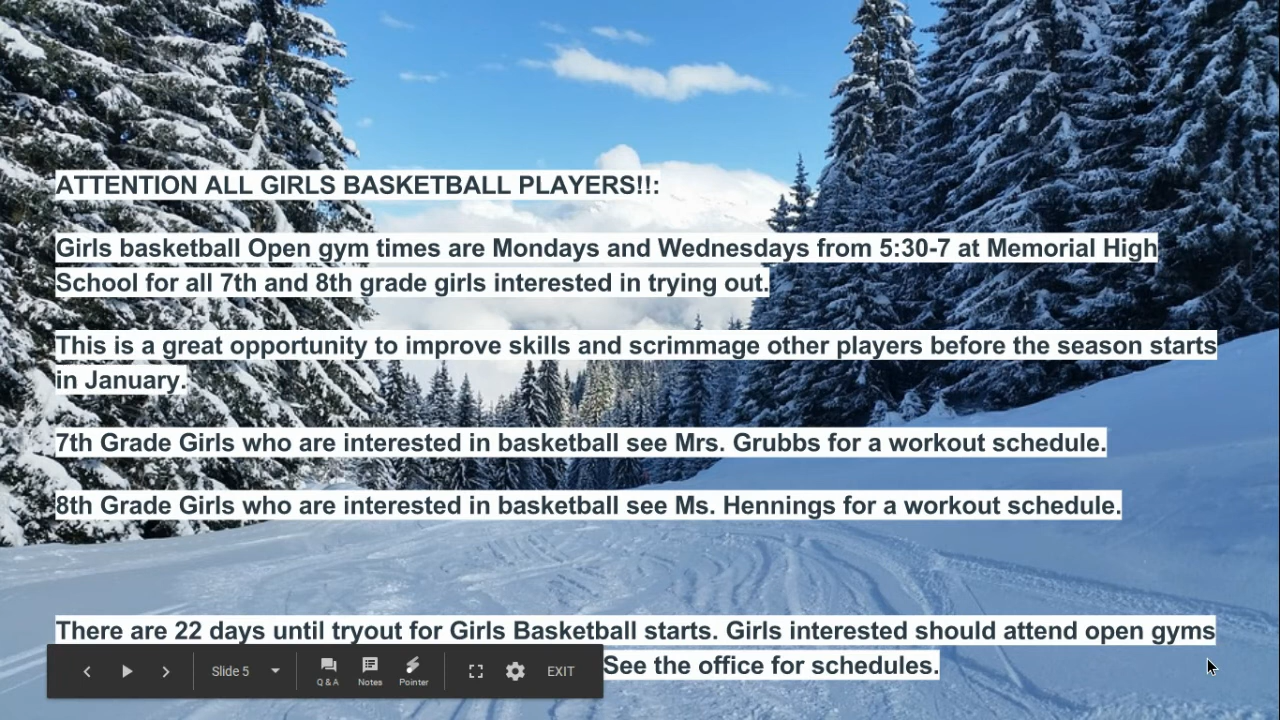 ATTENTION ALL GIRLS BASKETBALL PLAYERS!!:
Girls basketball Open gym times are Mondays and Wednesdays from 5:30-7 at Memorial High
School for all 7th and 8th grade girls interested in trying out.
This is a great opportunity to improve skills and scrimmage other players before the season starts
in January.
7th Grade Girls who are interested in basketball see Mrs. Grubbs for a workout schedule.
8th Grade Girls who are interested in basketball see Ms. Hennings for a workout schedule.
There are 22 days until tryout for Girls Basketball starts. Girls interested should attend open gyms
See the office for schedules.
Slide 5
Q & A
Notes
Pointer
EXIT